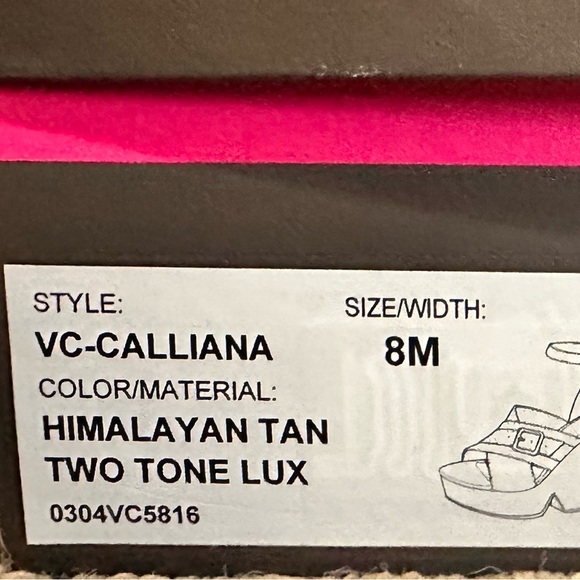 STYLE:
VC-CALLIANA
SIZE/WIDTH:
8M
COLOR/MATERIAL:
HIMALAYAN TAN
TWO TONE LUX
0304VC5816